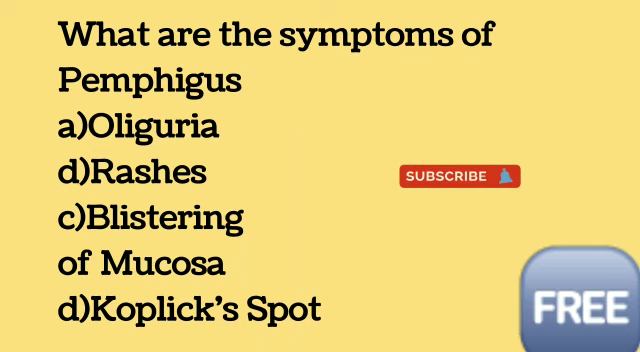 What are the symptoms of
Pemphigus
a)Oliguria
d)Rashes
SUBSCRIBE
c)Blistering
of Mucosa
d)Koplick's Spot
FREE